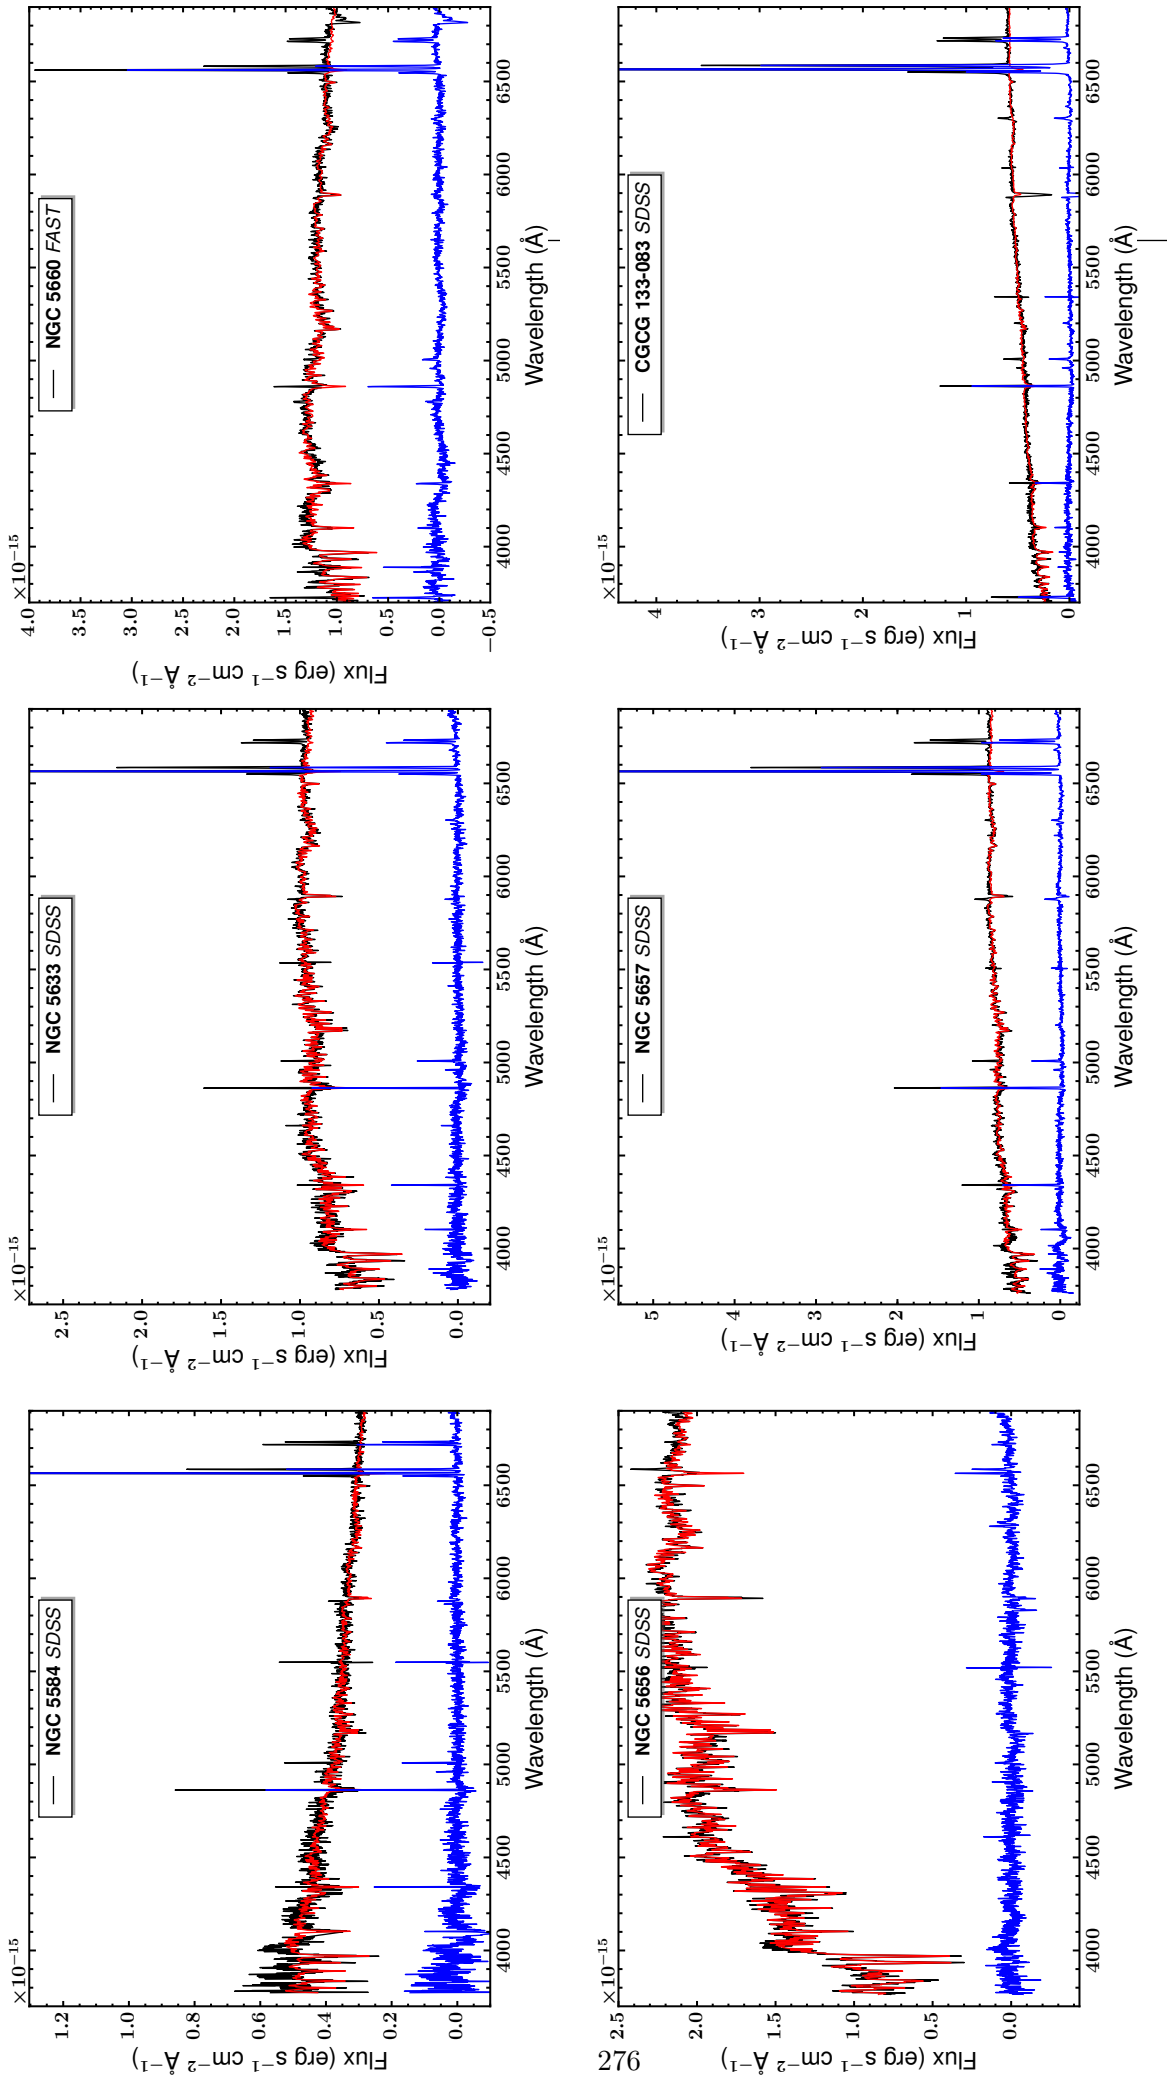 ×10⁻¹⁵
1.2
1.0
0.8
0.6
0.4
0.2
0.0
Flux (erg s⁻¹ cm⁻² Å⁻¹)
NGC 5584 SDSS
4000 4500 5000 5500 6000 6500
Wavelength (Å)
×10⁻¹⁵
2.5
2.0
1.5
1.0
0.5
0.0
Flux (erg s⁻¹ cm⁻² Å⁻¹)
NGC 5633 SDSS
4000 4500 5000 5500 6000 6500
Wavelength (Å)
×10⁻¹⁵
4.0
3.5
3.0
2.5
2.0
1.5
1.0
0.5
0.0
−0.5
Flux (erg s⁻¹ cm⁻² Å⁻¹)
NGC 5660 FAST
4000 4500 5000 5500 6000 6500
Wavelength (Å)
×10⁻¹⁵
2.5
2.0
1.5
1.0
0.5
0.0
Flux (erg s⁻¹ cm⁻² Å⁻¹)
NGC 5656 SDSS
4000 4500 5000 5500 6000 6500
Wavelength (Å)
×10⁻¹⁵
5
4
3
2
1
0
Flux (erg s⁻¹ cm⁻² Å⁻¹)
NGC 5657 SDSS
4000 4500 5000 5500 6000 6500
Wavelength (Å)
×10⁻¹⁵
4
3
2
1
0
Flux (erg s⁻¹ cm⁻² Å⁻¹)
CGCG 133-083 SDSS
4000 4500 5000 5500 6000 6500
Wavelength (Å)
276